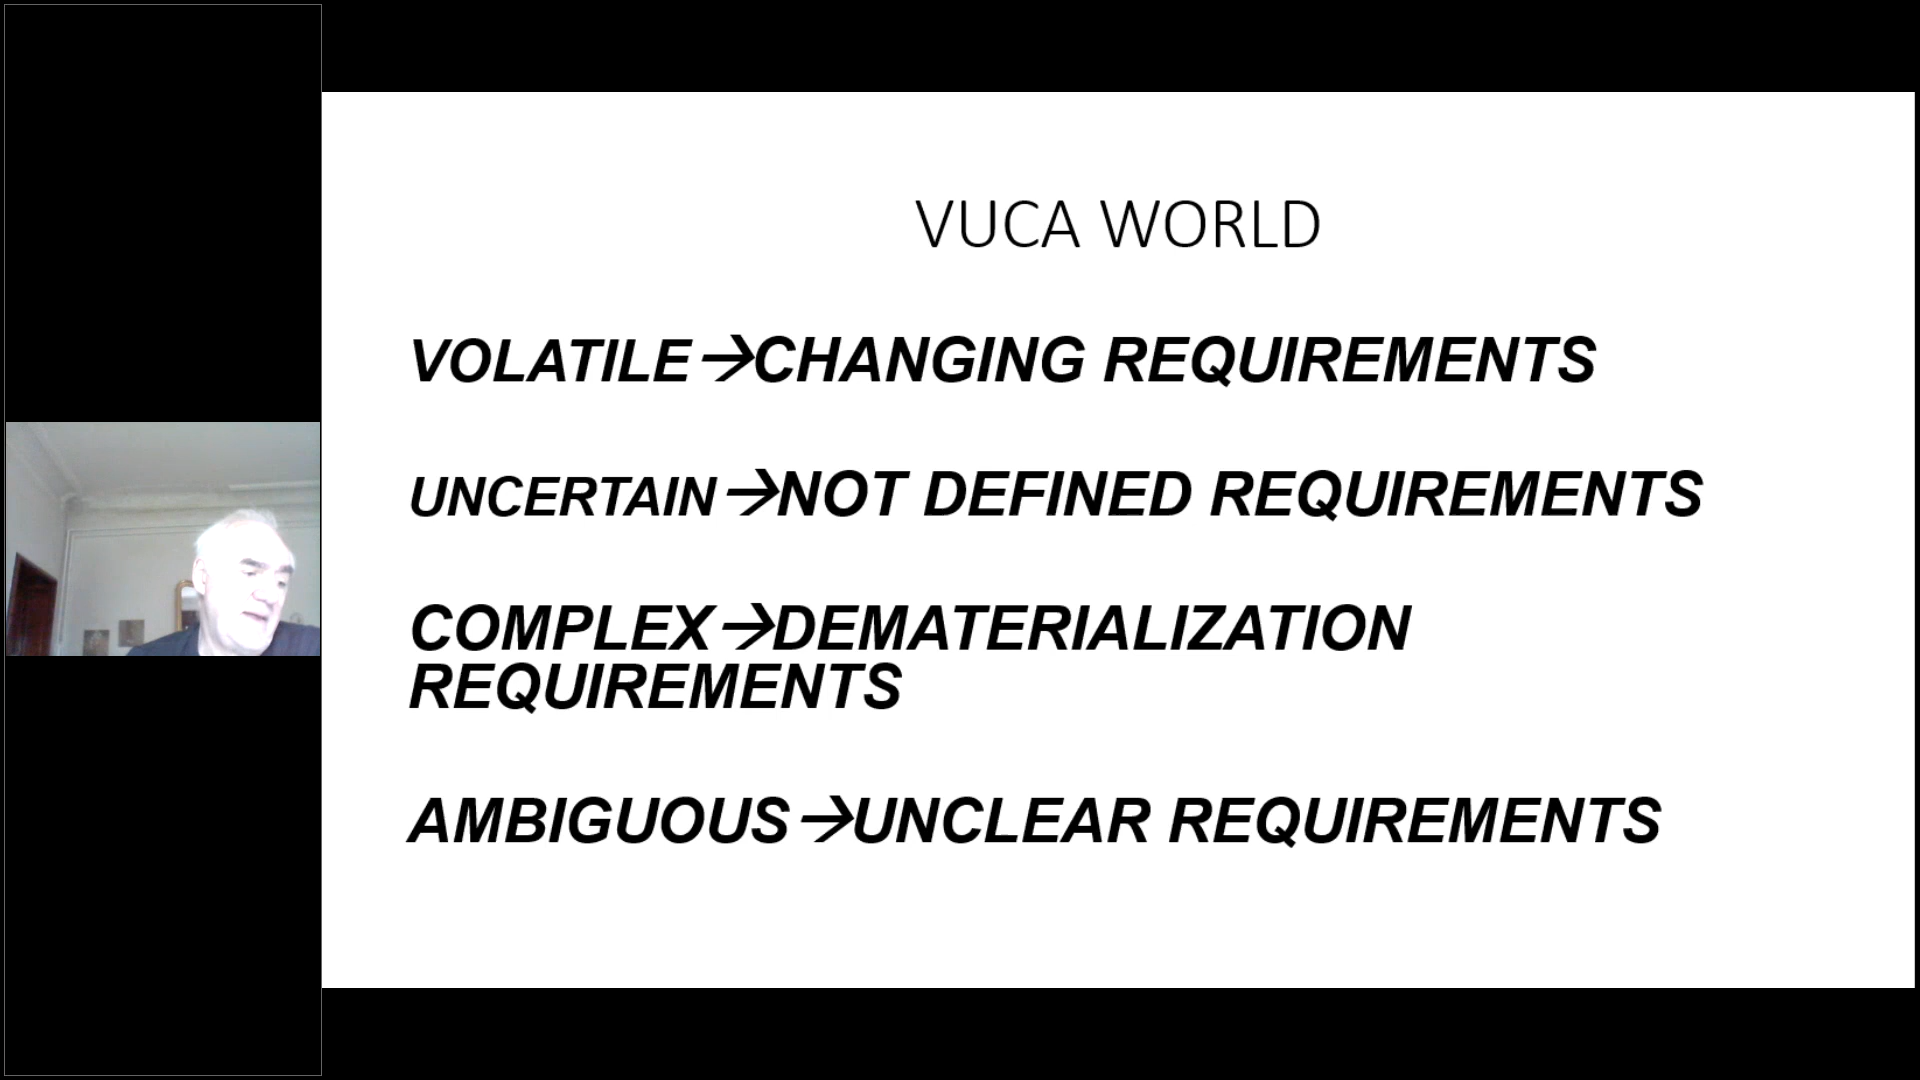 VUCA WORLD
VOLATILE→CHANGING REQUIREMENTS
UNCERTAIN→NOT DEFINED REQUIREMENTS
COMPLEX→DEMATERIALIZATION
REQUIREMENTS
AMBIGUOUS→UNCLEAR REQUIREMENTS